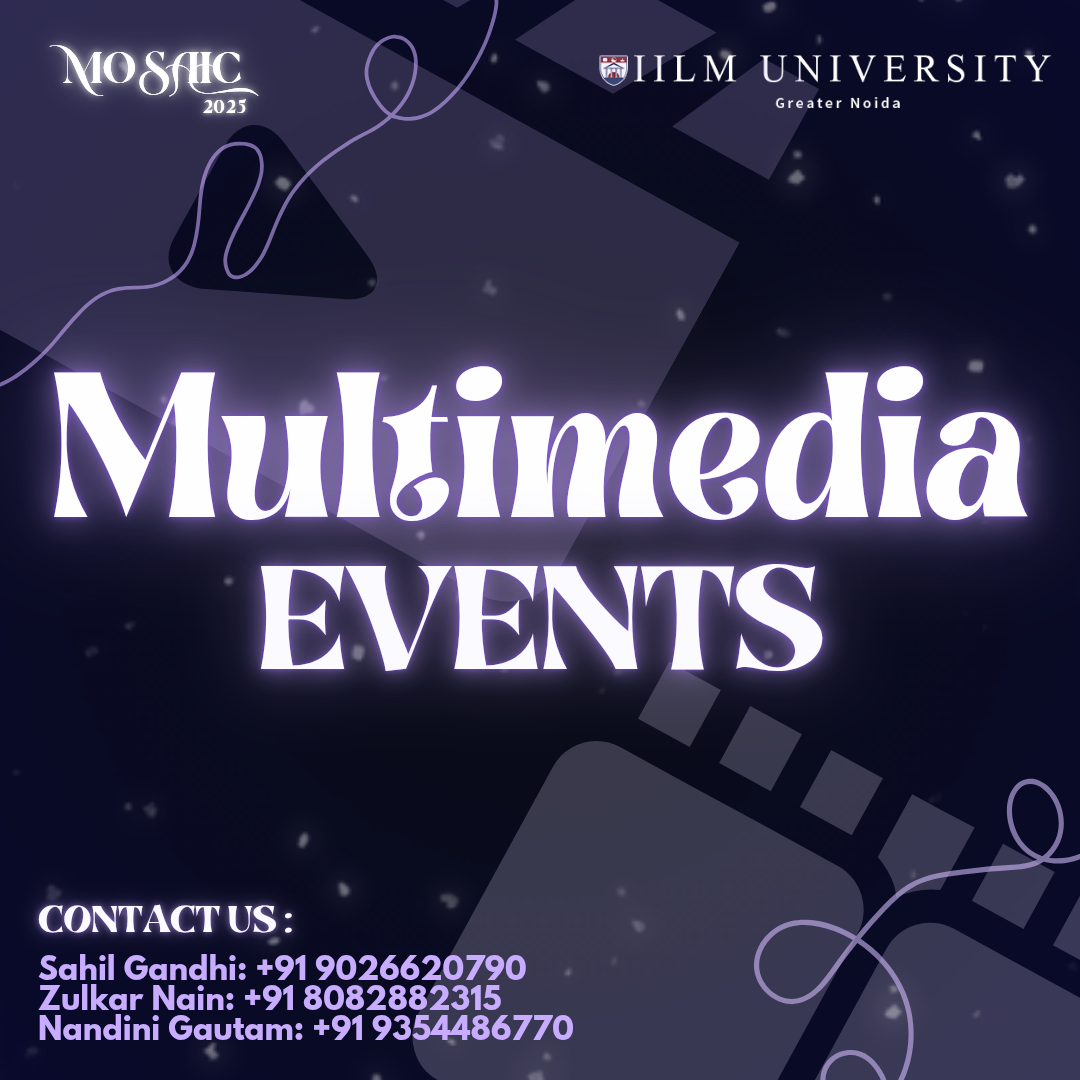 MOSAIC
2025
IILM UNIVERSITY
Greater Noida
Multimedia
EVENTS
CONTACT US :
Sahil Gandhi: +91 9026620790
Zulkar Nain: +91 8082882315
Nandini Gautam: +91 9354486770